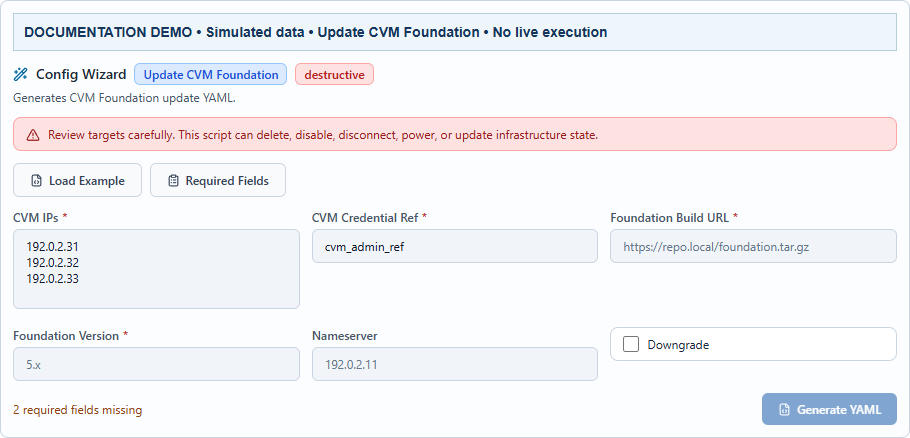 DOCUMENTATION DEMO • Simulated data • Update CVM Foundation • No live execution
Config Wizard Update CVM Foundation destructive
Generates CVM Foundation update YAML.
Review targets carefully. This script can delete, disable, disconnect, power, or update infrastructure state.
Load Example Required Fields
CVM IPs * CVM Credential Ref * Foundation Build URL *
192.0.2.31 cvm_admin_ref https://repo.local/foundation.tar.gz
192.0.2.32
192.0.2.33
Foundation Version * Nameserver
5.x 192.0.2.11 Downgrade
2 required fields missing Generate YAML